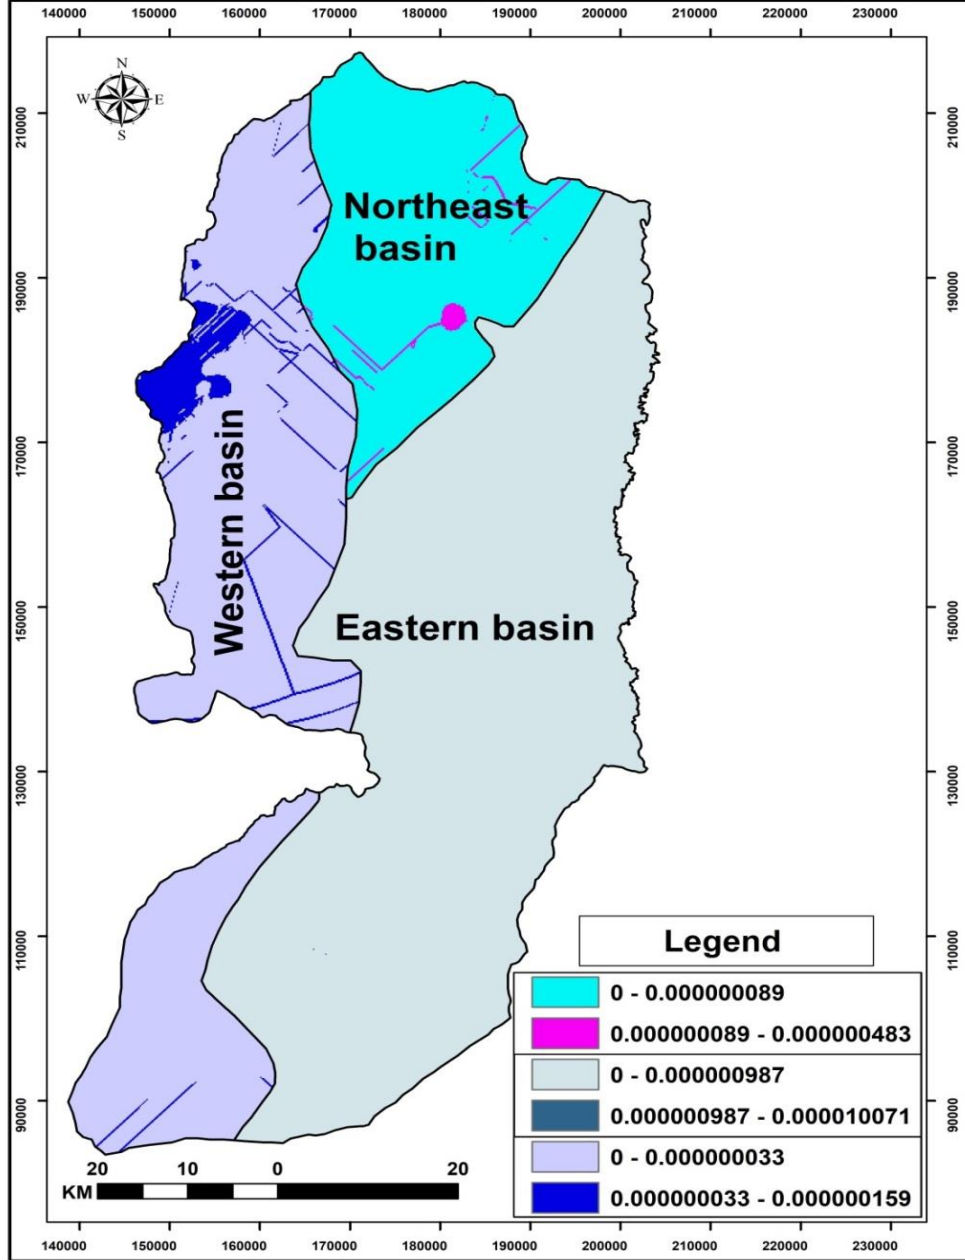 140000 150000 160000 170000 180000 190000 200000 210000 220000 230000
N
W E
S
210000 210000
Northeast
basin
190000 190000
170000 170000
Western basin
150000 150000
Eastern basin
130000 130000
110000 110000
Legend
0 - 0.000000089
0.000000089 - 0.000000483
0 - 0.000000987
0.000000987 - 0.000010071
0 - 0.000000033
0.000000033 - 0.000000159
90000 90000
20 10 0 20
KM
140000 150000 160000 170000 180000 190000 200000 210000 220000 230000